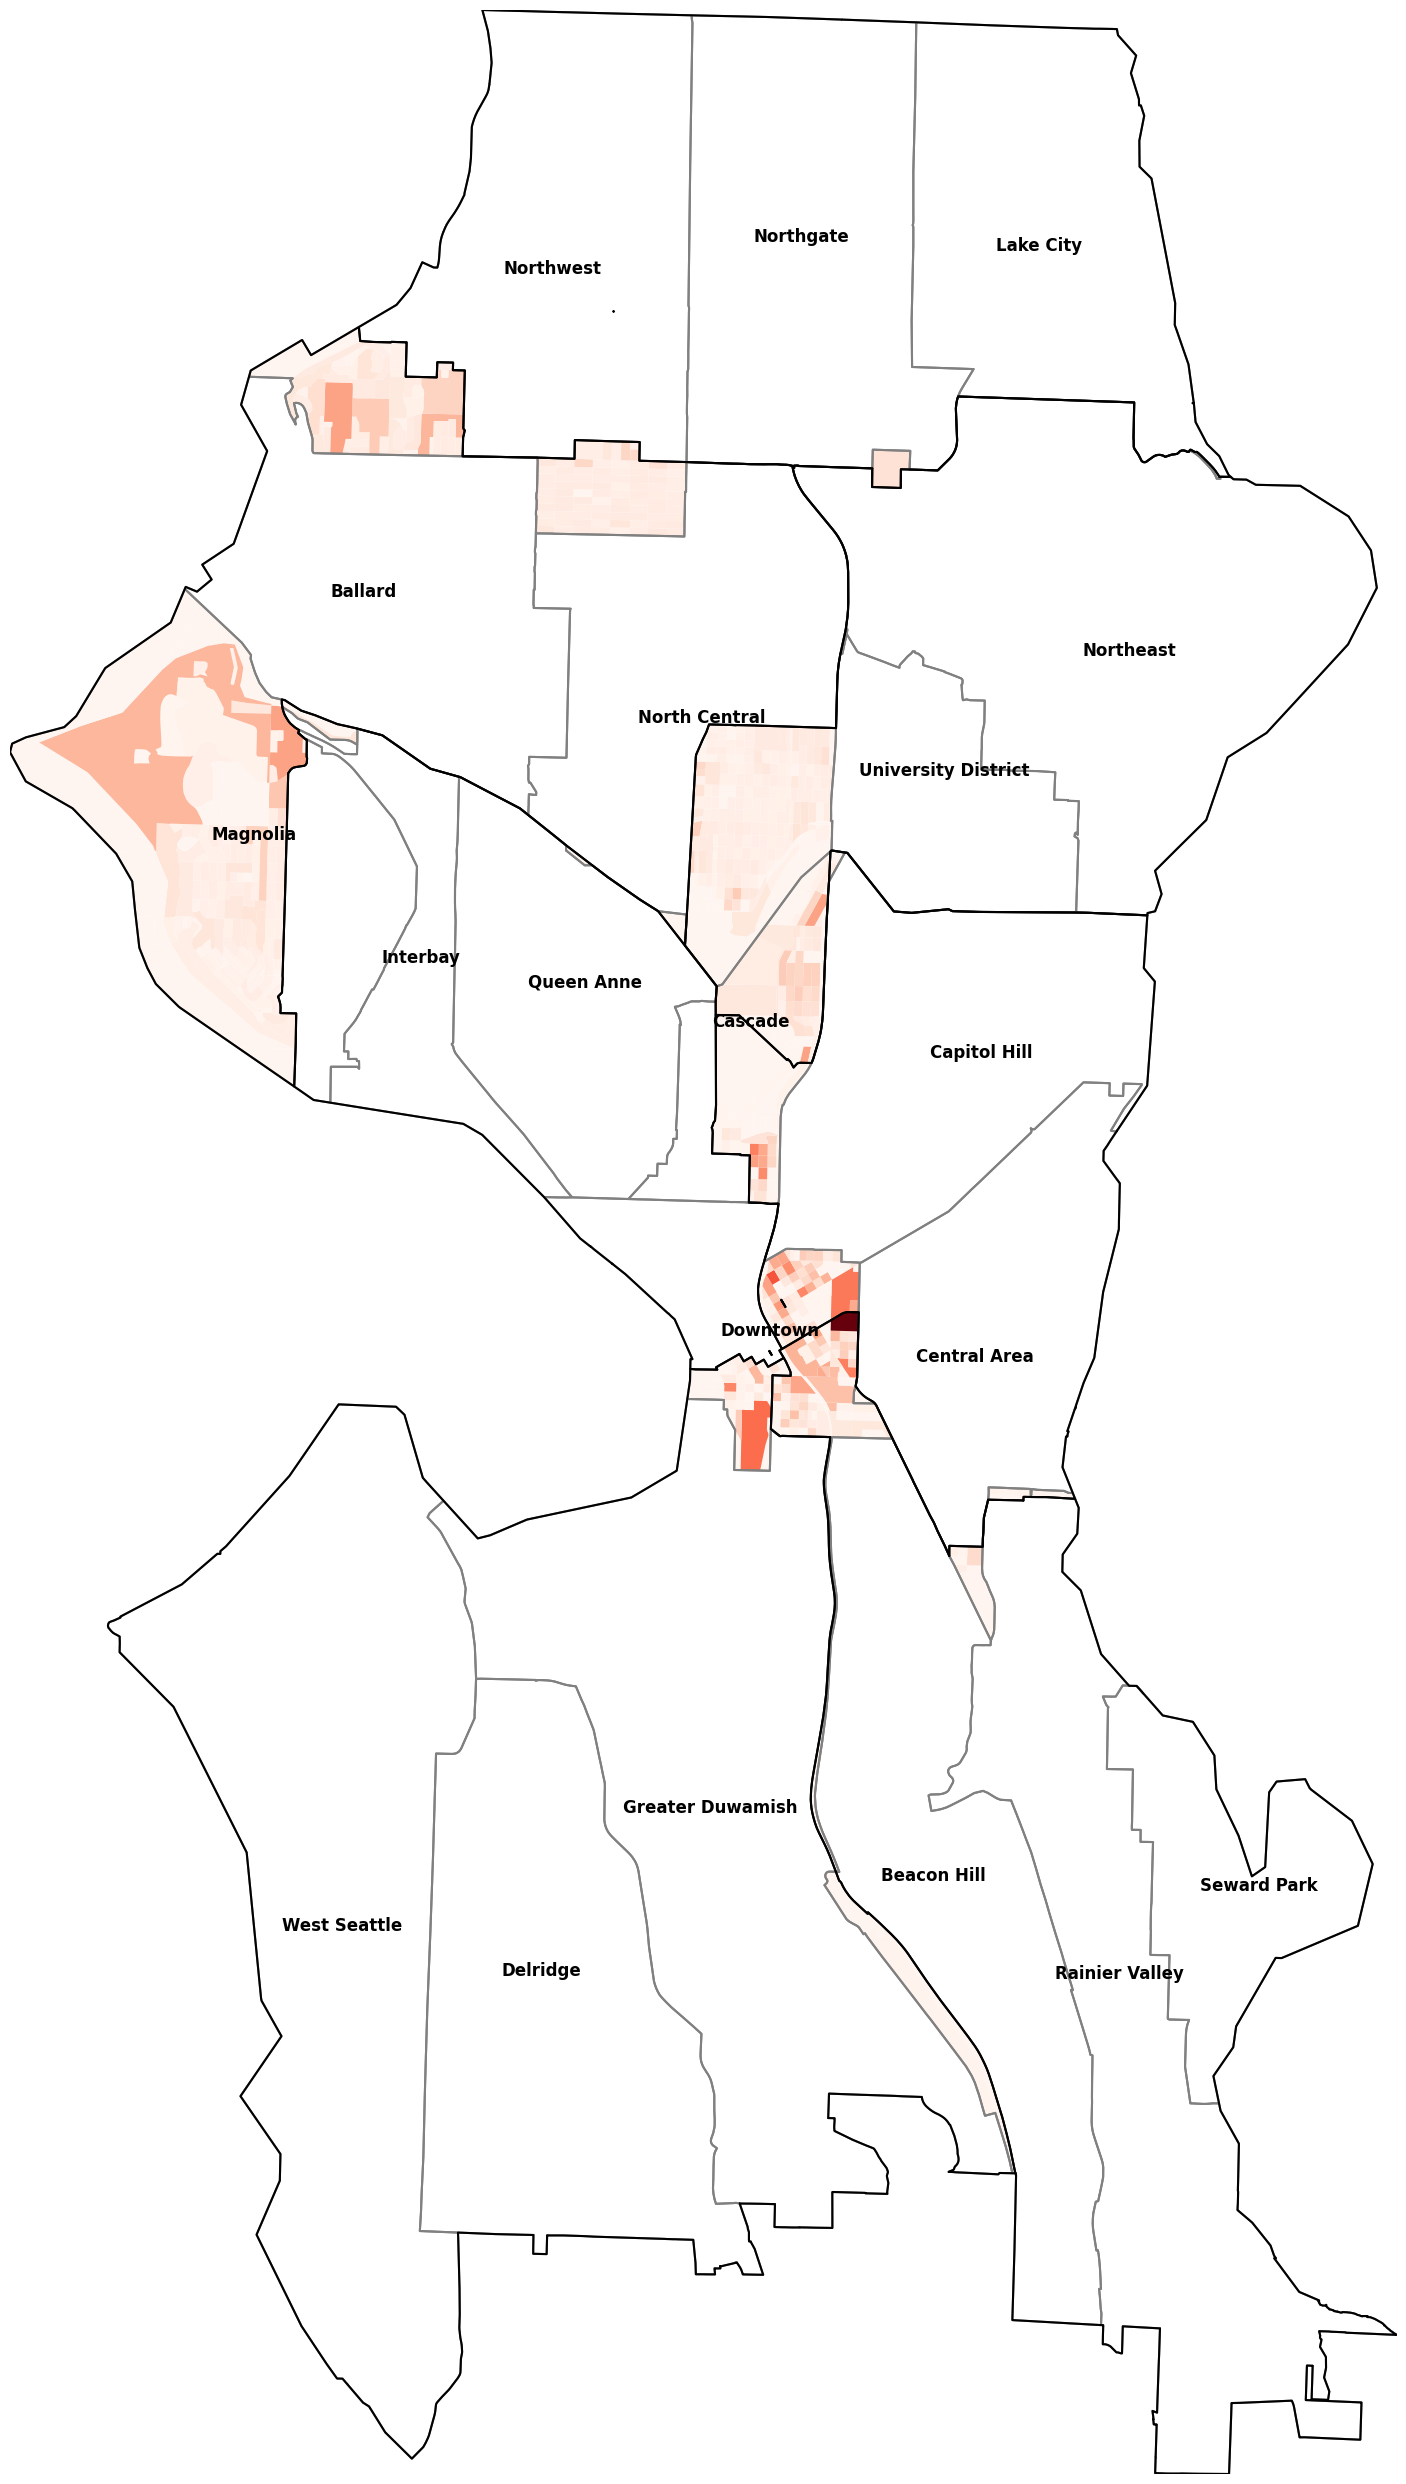 Northgate
Lake City
Northwest
Ballard
Northeast
North Central
University District
Magnolia
Interbay
Queen Anne
Cascade
Capitol Hill
Downtown
Central Area
Greater Duwamish
Beacon Hill
Seward Park
West Seattle
Delridge
Rainier Valley